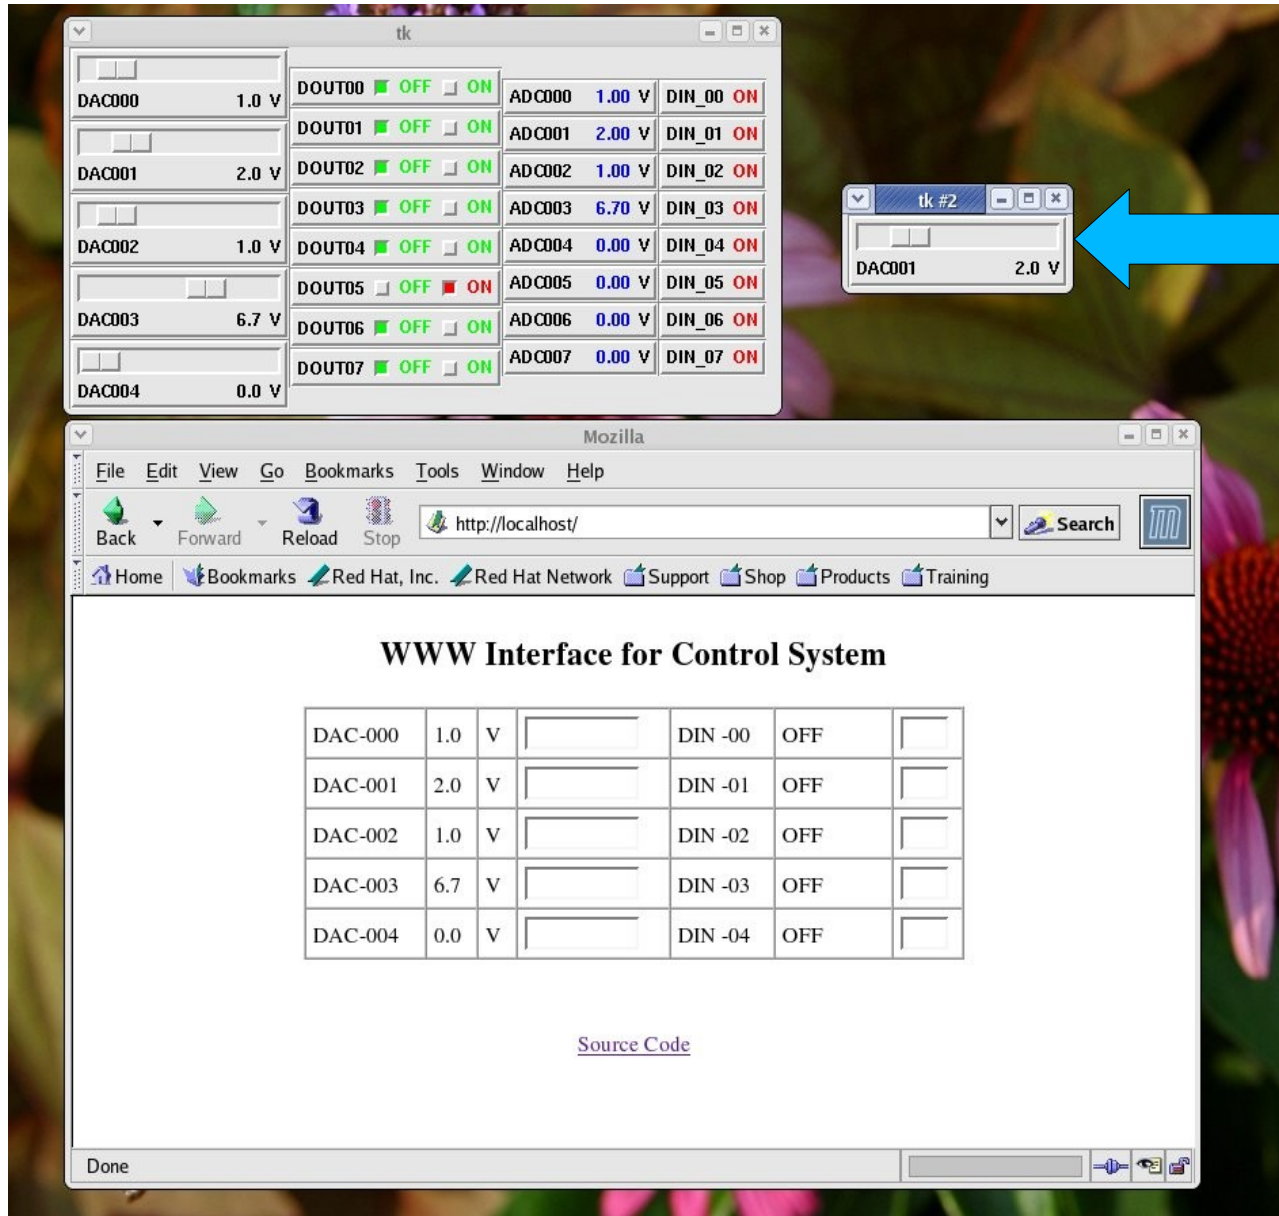 tk
DAC000 1.0 V
DAC001 2.0 V
DAC002 1.0 V
DAC003 6.7 V
DAC004 0.0 V
DOUT00 OFF ON
DOUT01 OFF ON
DOUT02 OFF ON
DOUT03 OFF ON
DOUT04 OFF ON
DOUT05 OFF ON
DOUT06 OFF ON
DOUT07 OFF ON
ADC000 1.00 V
ADC001 2.00 V
ADC002 1.00 V
ADC003 6.70 V
ADC004 0.00 V
ADC005 0.00 V
ADC006 0.00 V
ADC007 0.00 V
DIN_00 ON
DIN_01 ON
DIN_02 ON
DIN_03 ON
DIN_04 ON
DIN_05 ON
DIN_06 ON
DIN_07 ON
tk #2
DAC001 2.0 V
Mozilla
File Edit View Go Bookmarks Tools Window Help
Back Forward Reload Stop http://localhost/ Search
Home Bookmarks Red Hat, Inc. Red Hat Network Support Shop Products Training
WWW Interface for Control System
DAC-000 1.0 V DIN -00 OFF
DAC-001 2.0 V DIN -01 OFF
DAC-002 1.0 V DIN -02 OFF
DAC-003 6.7 V DIN -03 OFF
DAC-004 0.0 V DIN -04 OFF
Source Code
Done